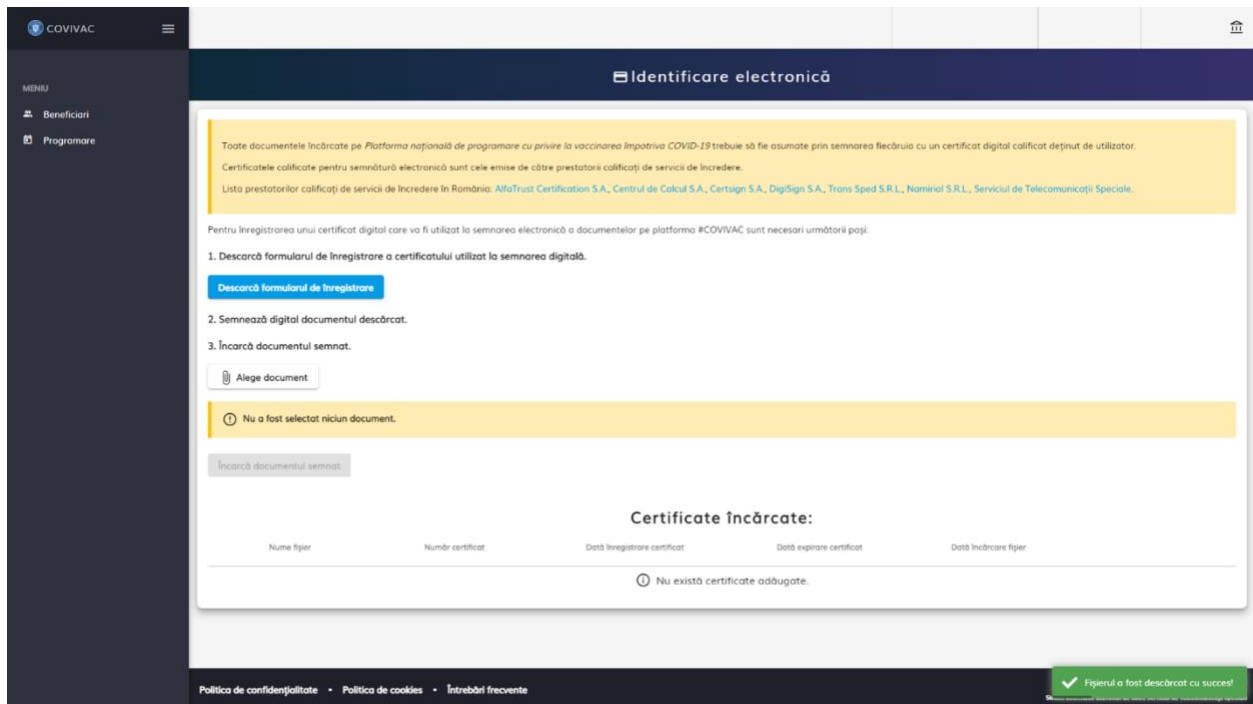 COVIVAC
Identificare electronică
MENIU
Beneficiari
Programare
Toate documentele încărcate pe Platforma națională de programare cu privire la vaccinarea împotriva COVID-19 trebuie să fie asumate prin semnarea fiecăruia cu un certificat digital calificat deținut de utilizator.
Certificatele calificate pentru semnătură electronică sunt cele emise de către prestatorii calificați de servicii de încredere.
Lista prestatorilor calificați de servicii de încredere în România: AlfaTrust Certification S.A., Centrul de Calcul S.A., Certsign S.A., DigiSign S.A., Trans Sped S.R.L., Namirial S.R.L., Serviciul de Telecomunicații Speciale.
Pentru înregistrarea unui certificat digital care va fi utilizat la semnarea electronică a documentelor pe platforma #COVIVAC sunt necesari următorii pași:
1. Descarcă formularul de înregistrare a certificatului utilizat la semnarea digitală.
Descarcă formularul de înregistrare
2. Semnează digital documentul descărcat.
3. Încarcă documentul semnat.
Alege document
Nu a fost selectat niciun document.
Încarcă documentul semnat
Certificate încărcate:
Nume fișier Număr certificat Dată înregistrare certificat Dată expirare certificat Dată încărcare fișier
Nu există certificate adăugate.
Politica de confidențialitate • Politica de cookies • Întrebări frecvente
Fișierul a fost descărcat cu succes!